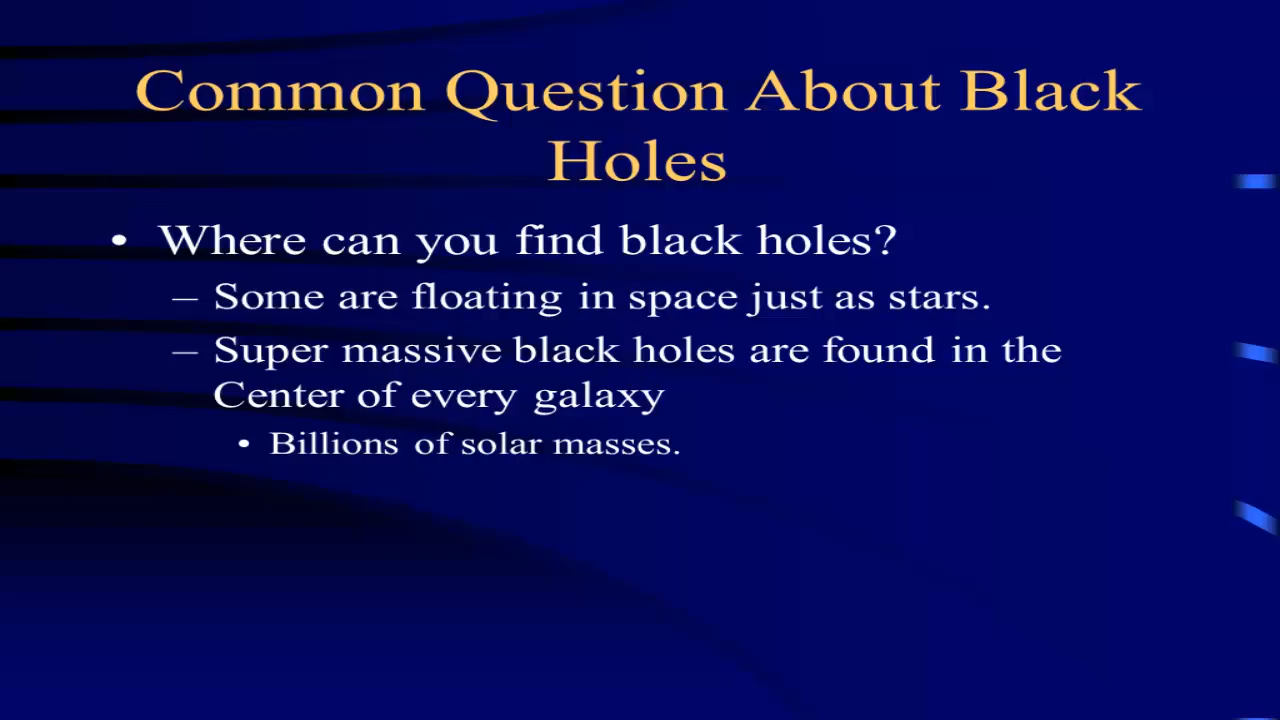 Common Question About Black
Holes
• Where can you find black holes?
– Some are floating in space just as stars.
– Super massive black holes are found in the
Center of every galaxy
• Billions of solar masses.